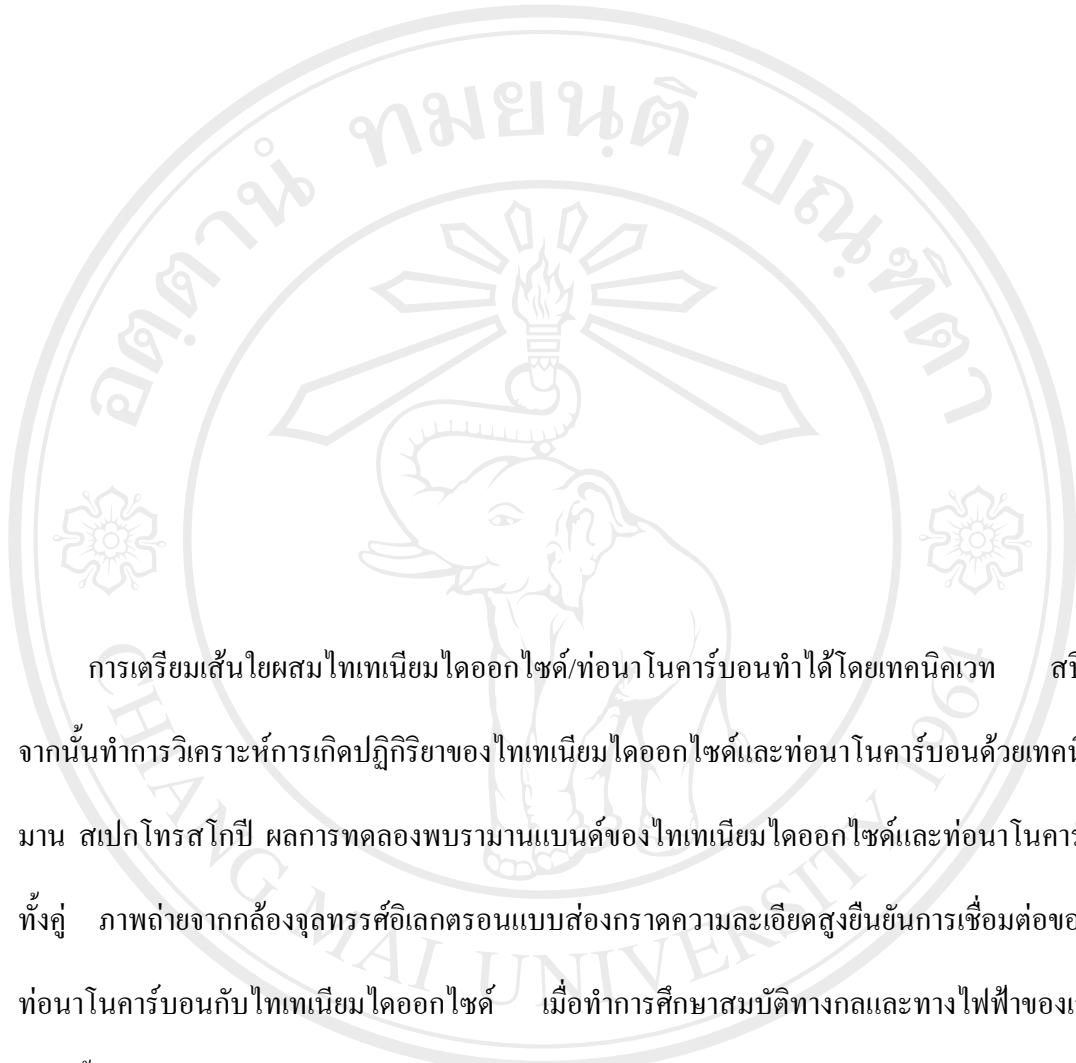 อตฺตานํ ทมยนฺติ ปณฺฑิตา
การเตรียมเส้นใยผสมไทเทเนียมไดออกไซด์/ท่อนาโนคาร์บอนทำได้โดยเทคนิคเวท
จากนั้นทำการวิเคราะห์การเกิดปฏิกิริยาของไทเทเนียมไดออกไซด์และท่อนาโนคาร์บอนด้วย
มาน สเปกโทรสโกปี ผลการทดลองพบรามานแบนด์ของไทเทเนียมไดออกไซด์และ
ทั้งคู่ ภาพถ่ายจากกล้องจุลทรรศ์อิเลกตรอนแบบส่องกราดความละเอียดสูงยืนยันการเชื่อมต่อ
ท่อนาโนคาร์บอนกับไทเทเนียมไดออกไซด์ เมื่อทำการศึกษาสมบัติทางกลและทางไฟฟ้าของ
CHIANG MAI UNIVERSITY 1964